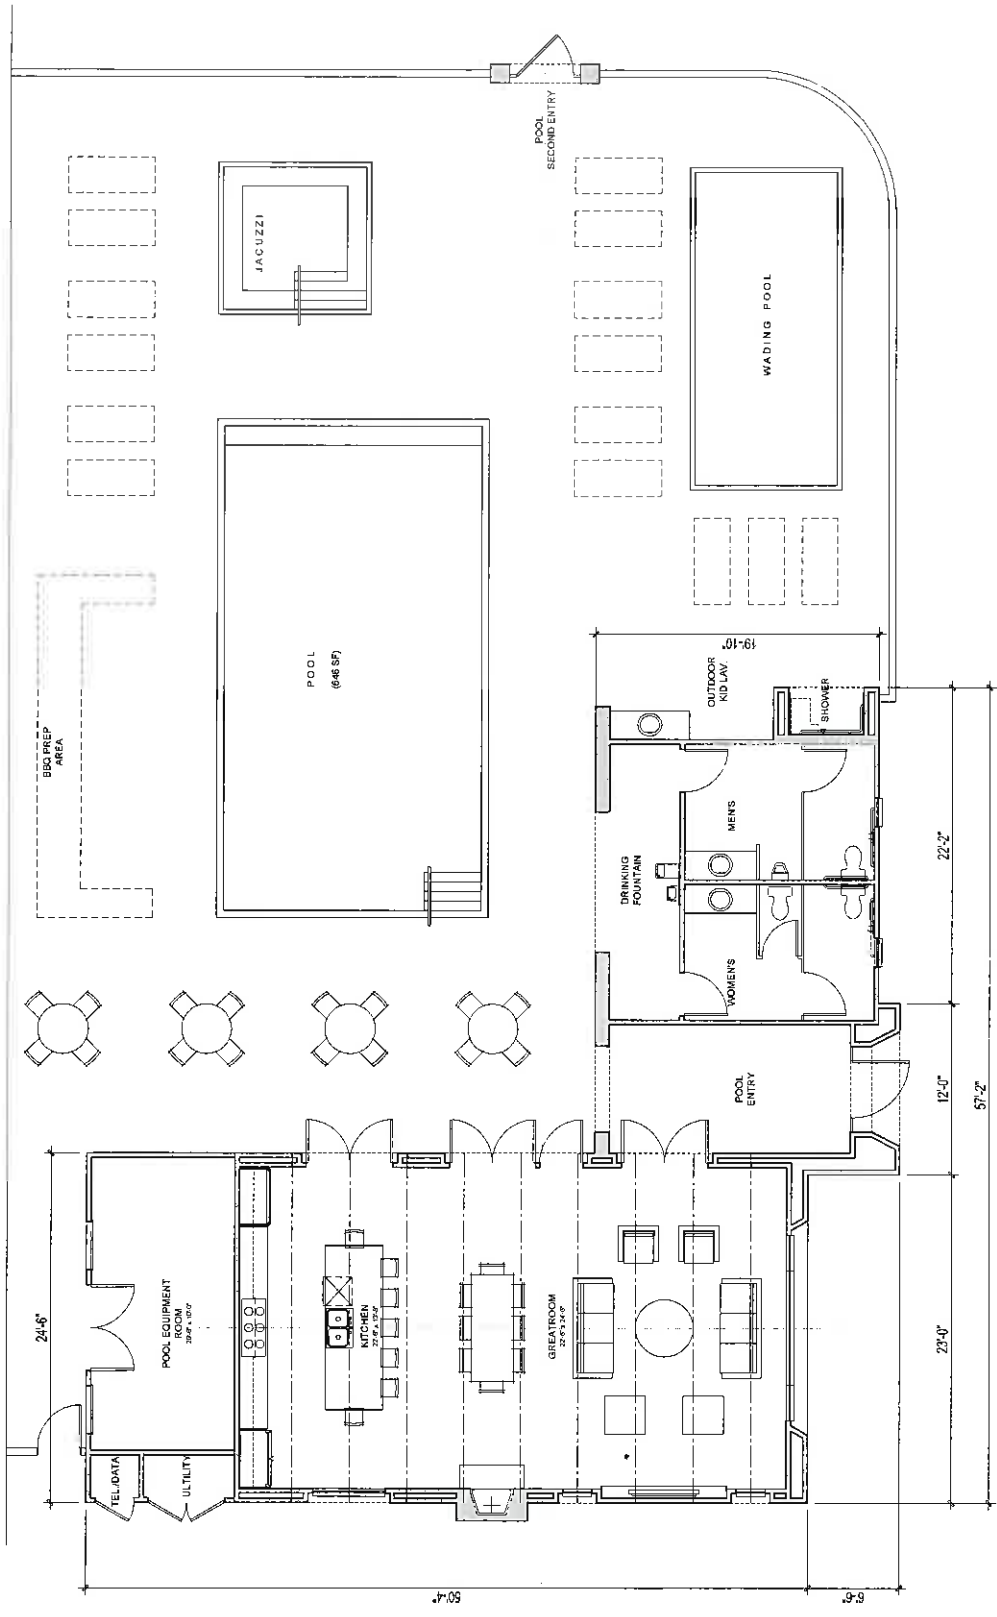 POOL
SECOND ENTRY
JACUZZI
WADING POOL
BBQ PREP
AREA
POOL
(646 SF)
OUTDOOR
KID LAV.
SHOWER
19'-10"
DRINKING
FOUNTAIN
MEN'S
WOMEN'S
22'-2"
POOL
ENTRY
12'-0"
57'-2"
24'-6"
POOL EQUIPMENT
ROOM
KITCHEN
GREATROOM
23'-0"
TEL/DATA
ULTILITY
50'-4"
6'-6"